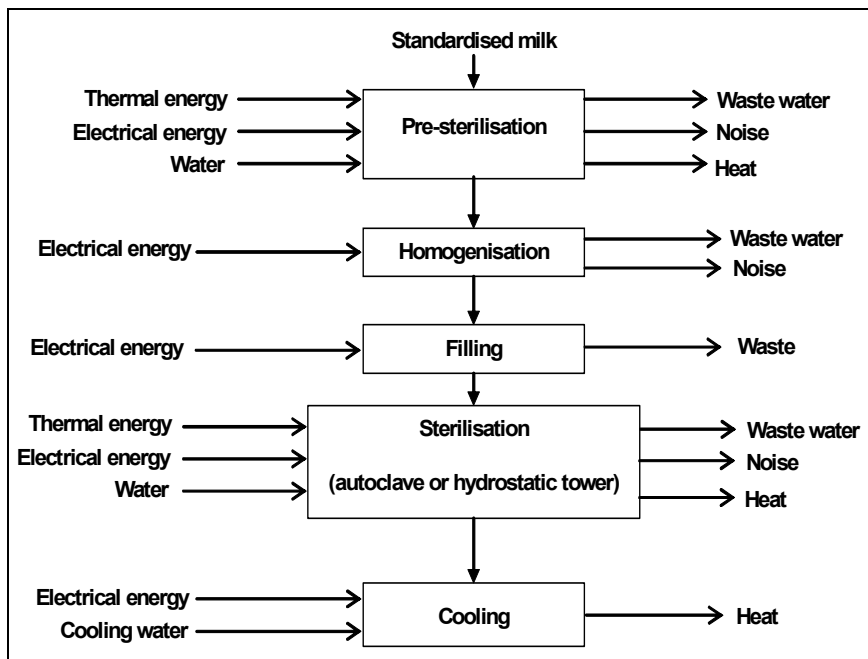 Standardised milk
Thermal energy
Electrical energy
Water
Pre-sterilisation
Waste water
Noise
Heat
Electrical energy
Homogenisation
Waste water
Noise
Electrical energy
Filling
Waste
Thermal energy
Electrical energy
Water
Sterilisation
(autoclave or hydrostatic tower)
Waste water
Noise
Heat
Electrical energy
Cooling water
Cooling
Heat